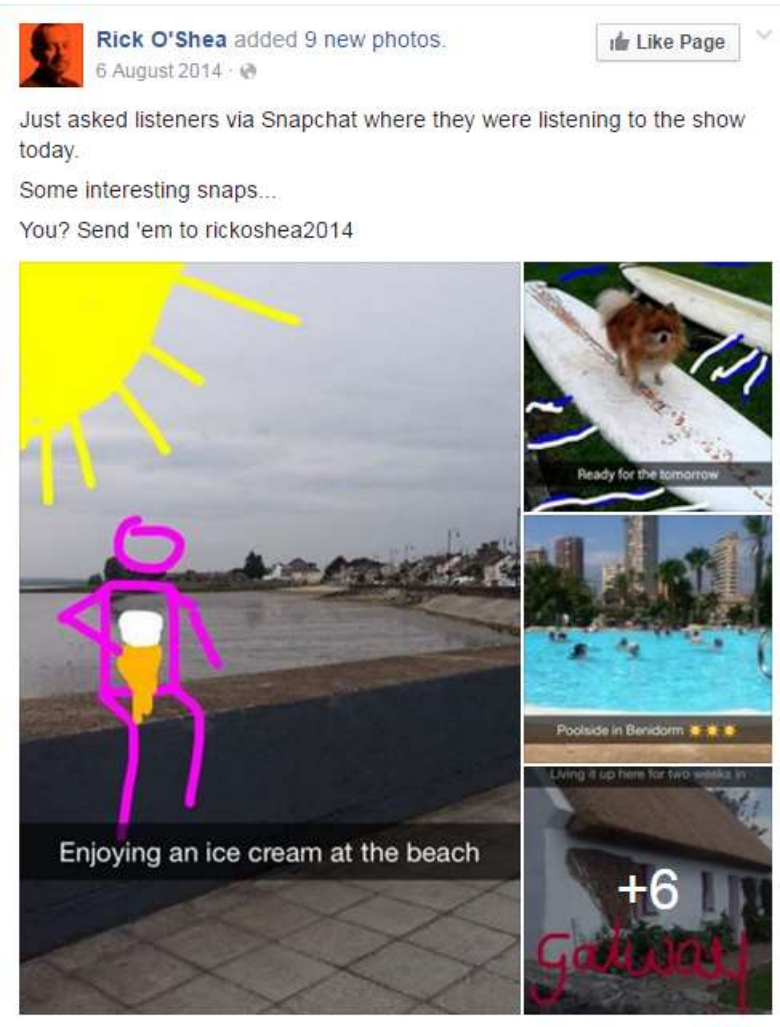 Rick O'Shea added 9 new photos.
Like Page
6 August 2014 ·
Just asked listeners via Snapchat where they were listening to the show
today.
Some interesting snaps...
You? Send 'em to rickoshea2014
Enjoying an ice cream at the beach
Ready for the tomorrow
Poolside in Benidorm ☀☀☀
Living it up here for two weeks in
+6
Galway